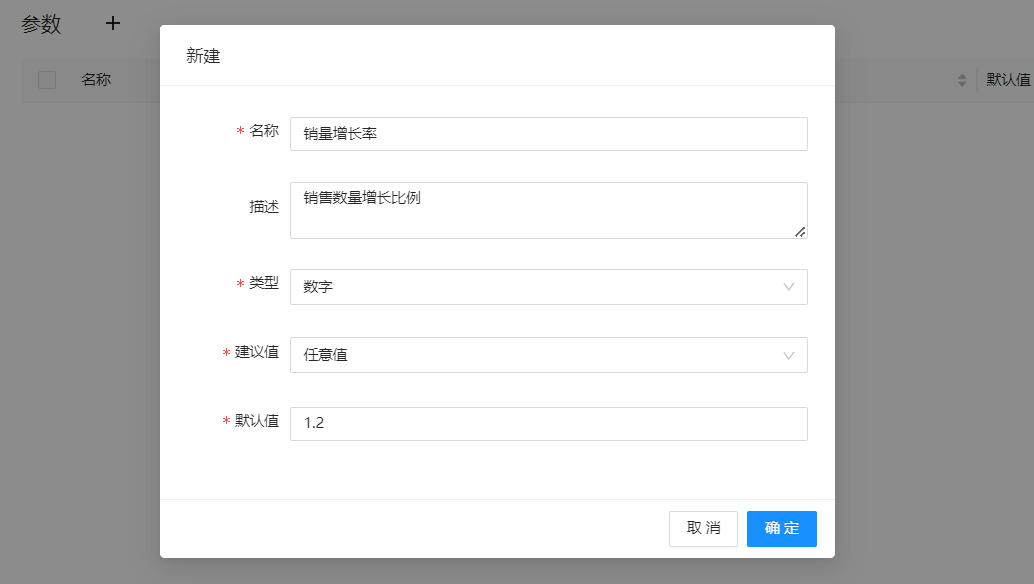 参数 +
新建
名称
默认值
* 名称 销量增长率
描述 销售数量增长比例
* 类型 数字
* 建议值 任意值
* 默认值 1.2
取消 确定